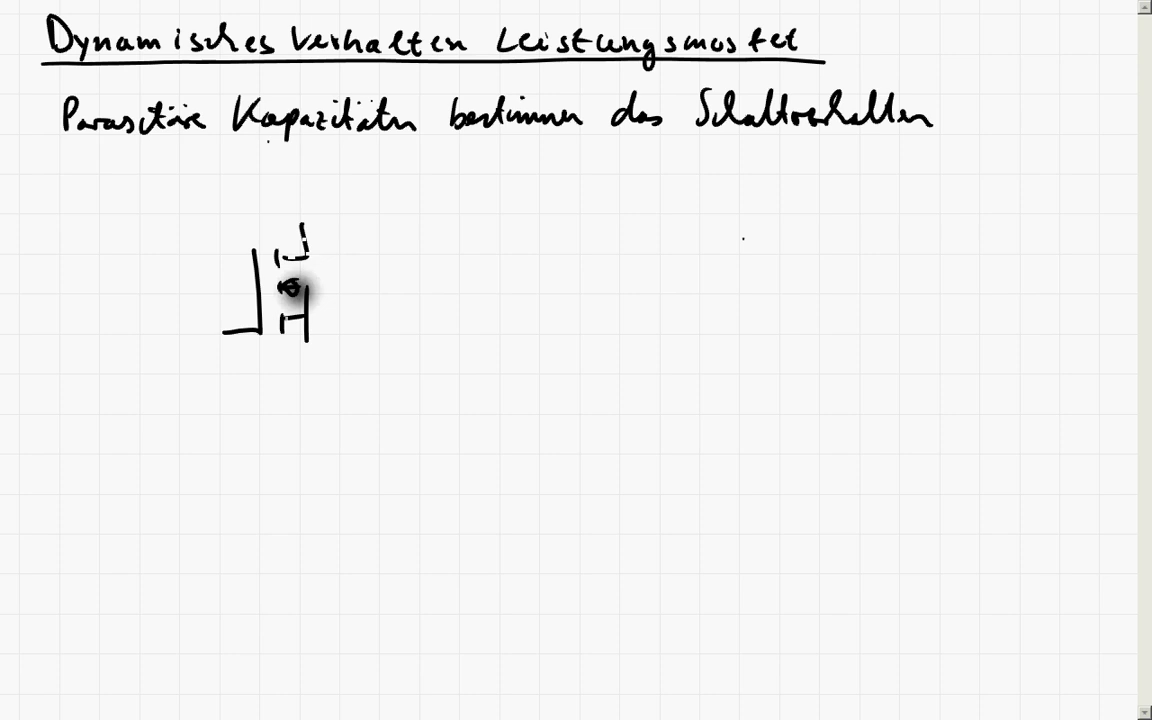 Dynamisches Verhalten Leistungsmosfet
Parasitäre Kapazitäten bestimmen das Schaltverhalten